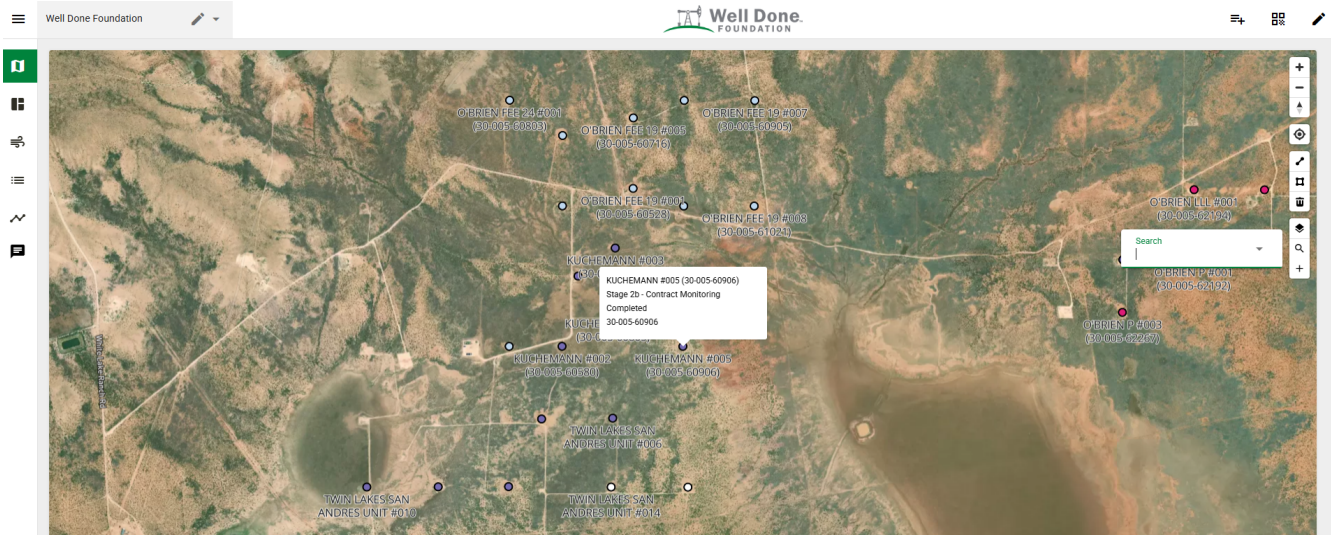 Well Done Foundation
Well Done
FOUNDATION
O'BRIEN FEE 24 #001
(30-005-60803)
O'BRIEN FEE 19 #005
(30-005-60716)
O'BRIEN FEE 19 #007
(30-005-60905)
O'BRIEN FEE 19 #001
(30-005-60528)
O'BRIEN FEE 19 #008
(30-005-61021)
O'BRIEN LLL #001
(30-005-62194)
Search
KUCHEMANN #003
KUCHEMANN #005 (30-005-60906)
Stage 2b - Contract Monitoring
Completed
30-005-60906
O'BRIEN P #001
(30-005-62192)
O'BRIEN P #003
(30-005-62267)
KUCHEMANN #002
(30-005-60580)
KUCHEMANN #005
(30-005-60906)
TWIN LAKES SAN
ANDRES UNIT #006
TWIN LAKES SAN
ANDRES UNIT #010
TWIN LAKES SAN
ANDRES UNIT #014